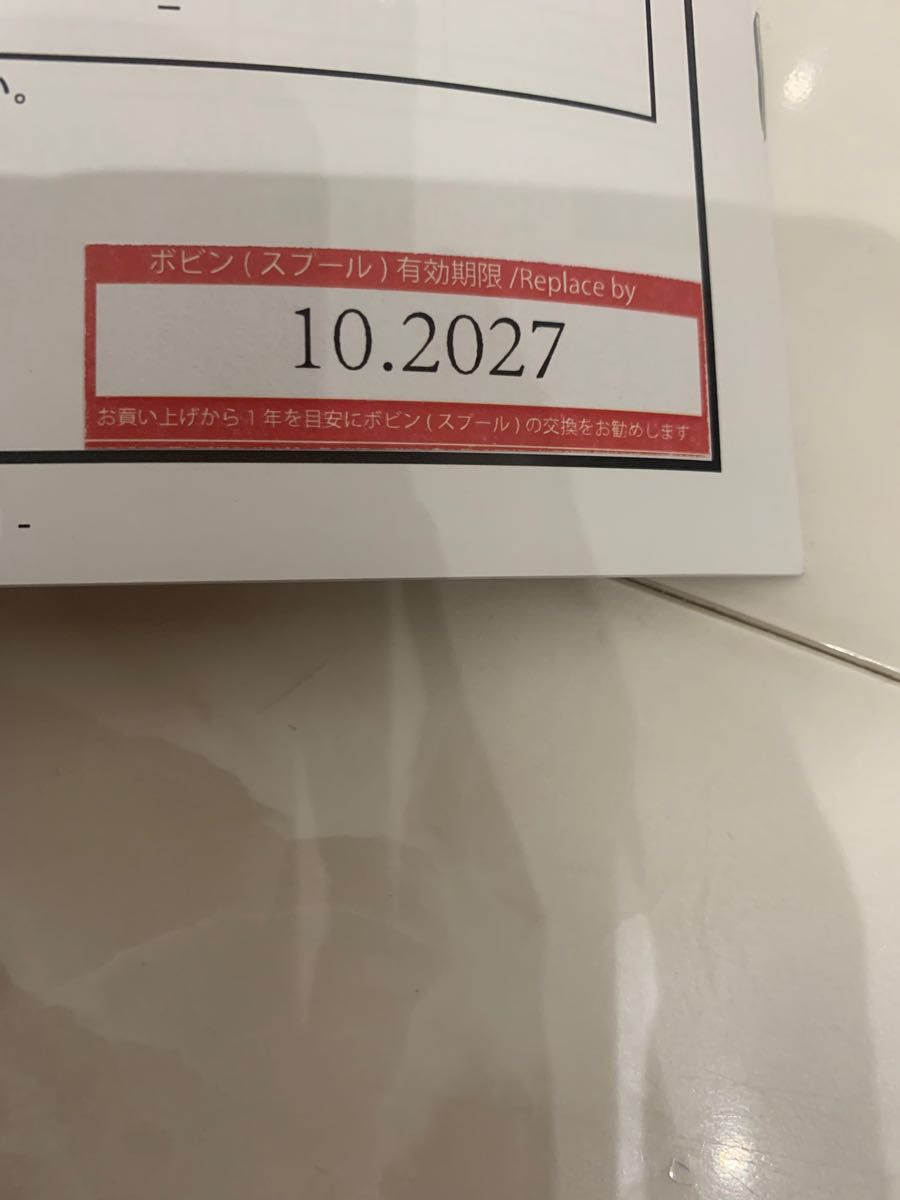 い。
ボビン ( スプール ) 有効期限 /Replace by
10.2027
お買い上げから 1 年を目安にボビン ( スプール ) の交換をお勧めします。
-